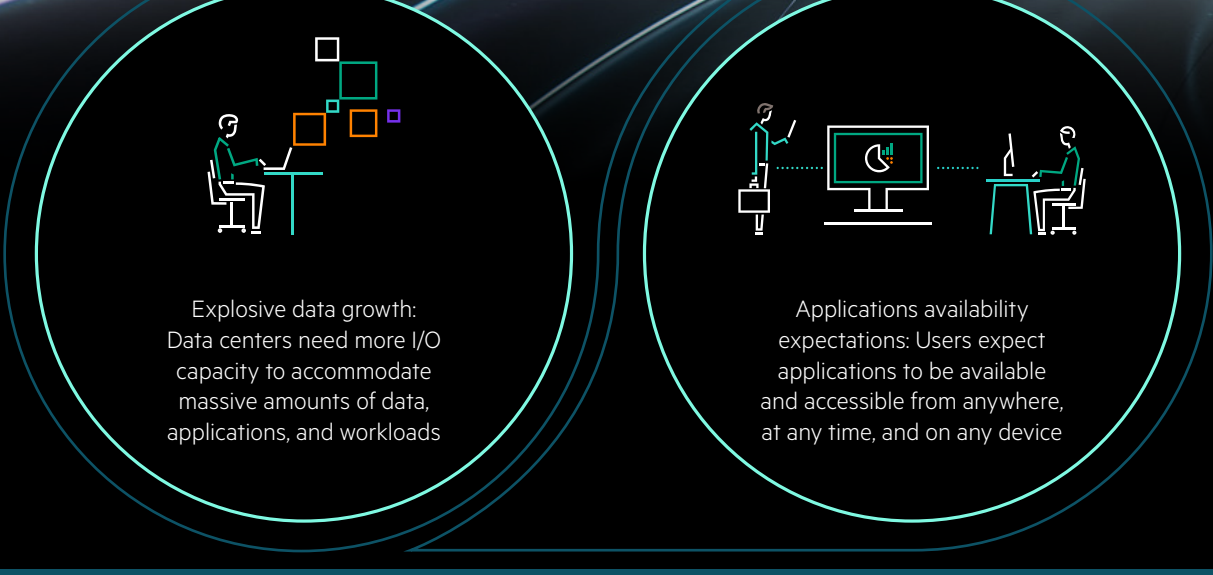 Explosive data growth:
Data centers need more I/O
capacity to accommodate
massive amounts of data,
applications, and workloads
Applications availability
expectations: Users expect
applications to be available
and accessible from anywhere,
at any time, and on any device